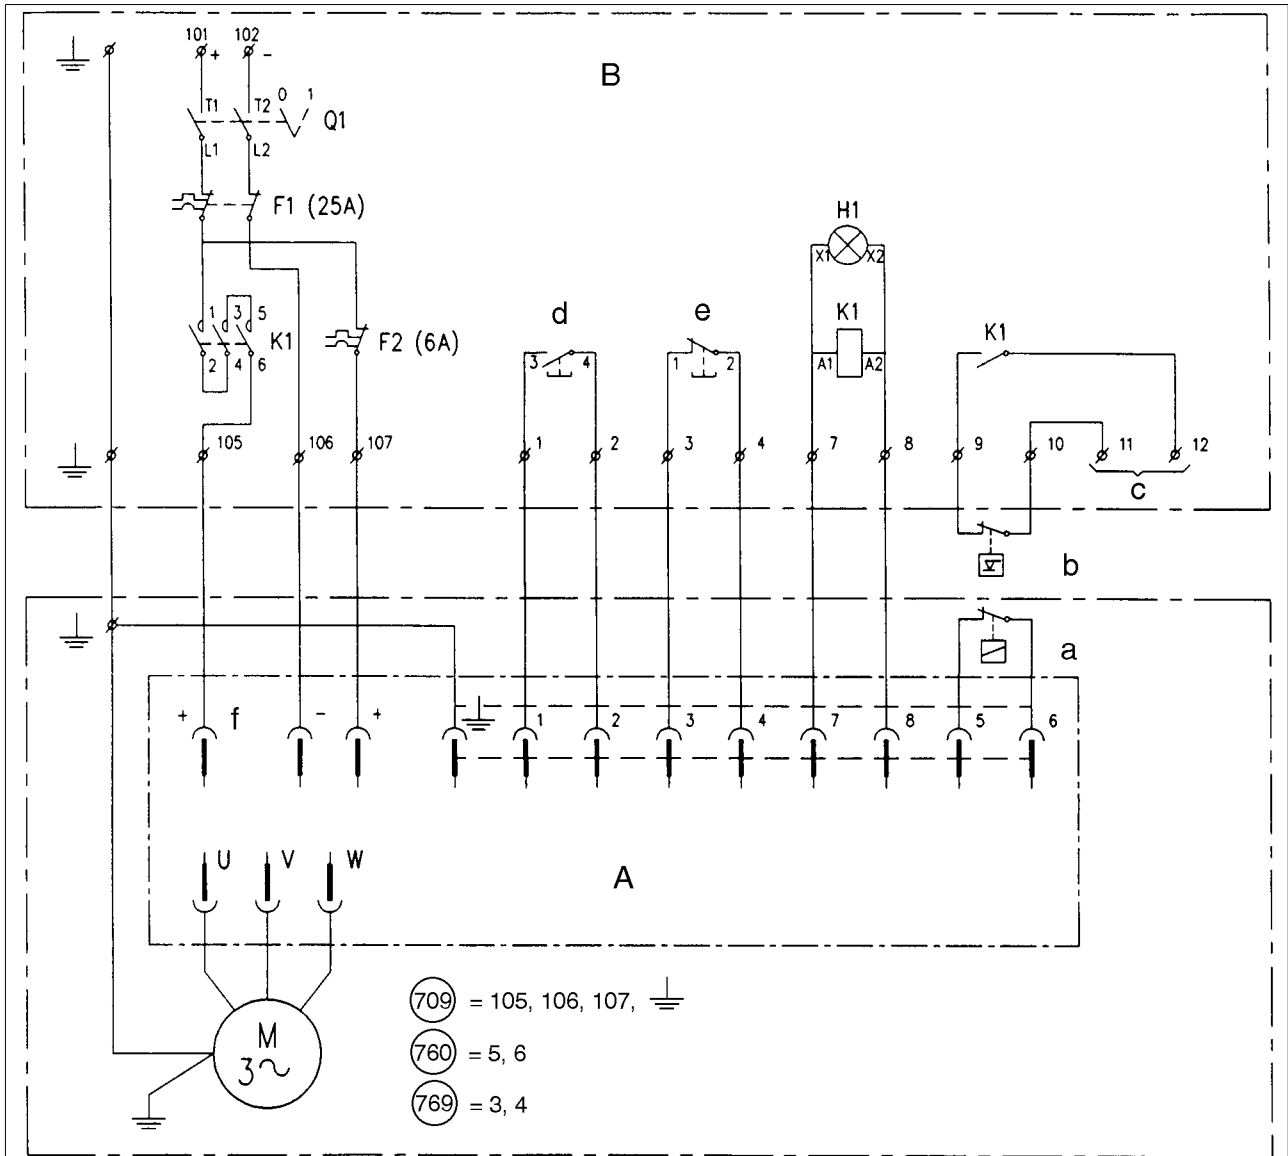 101 102
+ -
B
0 1
T1 T2 Q1
L1 L2
F1 (25A)
H1
X1 X2
d e K1
1 3 5 K1 F2 (6A) K1
3 4 1 2 A1 A2
2 4 6
105 106 107 1 2 3 4 7 8 9 10 11 12
c
b
a
+ f - + 1 2 3 4 7 8 5 6
U V W
A
709 = 105, 106, 107,
M
3~
760 = 5, 6
769 = 3, 4